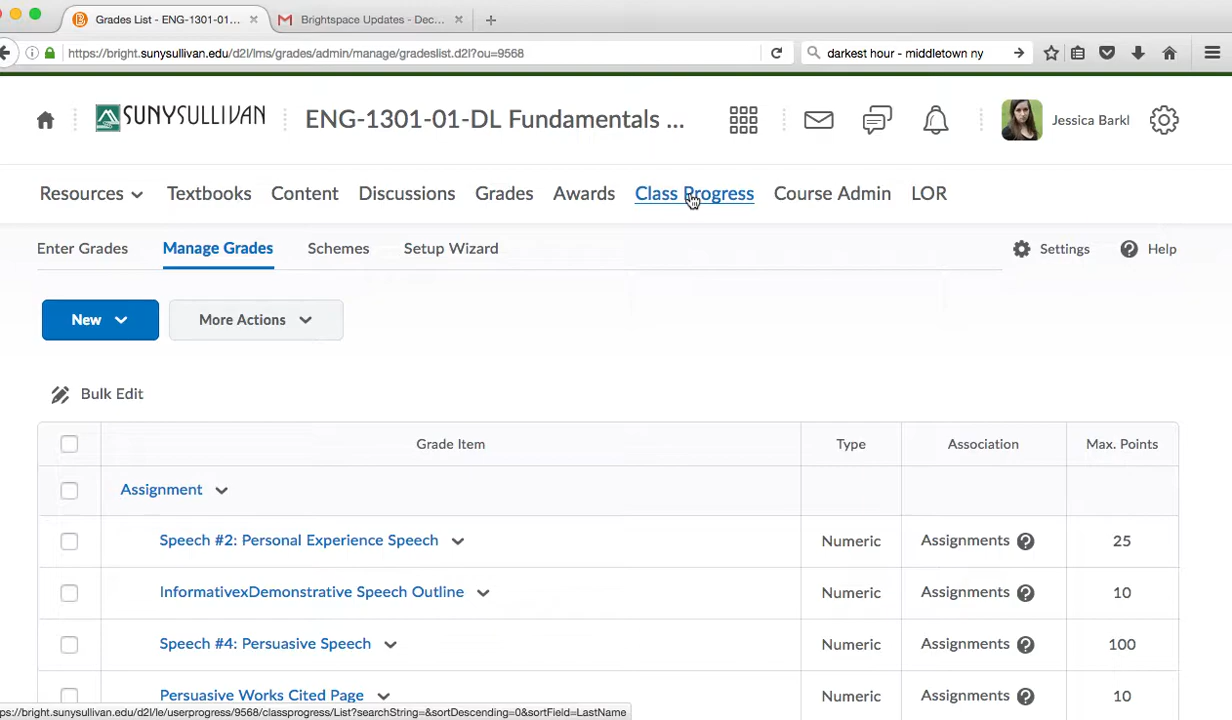 Grades List - ENG-1301-01... Brightspace Updates - Dec...
https://bright.sunysullivan.edu/d2l/lms/grades/admin/manage/gradeslist.d2l?ou=9568 darkest hour - middletown ny
SUNYSULLIVAN ENG-1301-01-DL Fundamentals ... Jessica Barkl
Resources Textbooks Content Discussions Grades Awards Class Progress Course Admin LOR
Enter Grades Manage Grades Schemes Setup Wizard Settings Help
New More Actions
Bulk Edit
Grade Item Type Association Max. Points
Assignment
Speech #2: Personal Experience Speech Numeric Assignments 25
InformativexDemonstrative Speech Outline Numeric Assignments 10
Speech #4: Persuasive Speech Numeric Assignments 100
Persuasive Works Cited Page Numeric Assignments 10
ps://bright.sunysullivan.edu/d2l/le/userprogress/9568/classprogress/List?searchString=&sortDescending=0&sortField=LastName